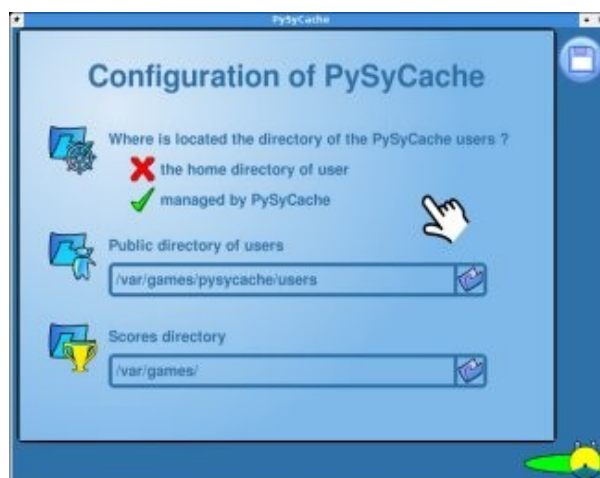 PySyCache
Configuration of PySyCache
Where is located the directory of the PySyCache users ?
the home directory of user
managed by PySyCache
Public directory of users
/var/games/pysycache/users
Scores directory
/var/games/